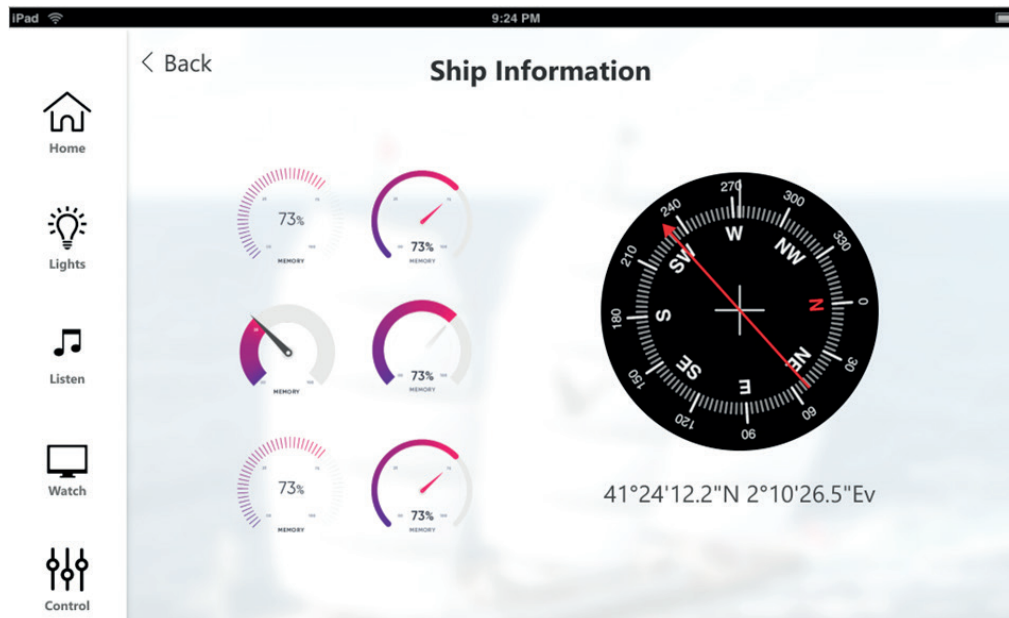 iPad
9:24 PM
Back
Ship Information
Home
Lights
Listen
Watch
Control
73%
MEMORY
73%
MEMORY
MEMORY
73%
MEMORY
73%
MEMORY
73%
MEMORY
270
300
330
0
30
60
90
120
150
180
210
240
W
NW
N
NE
E
SE
S
SW
41°24'12.2"N 2°10'26.5"Ev